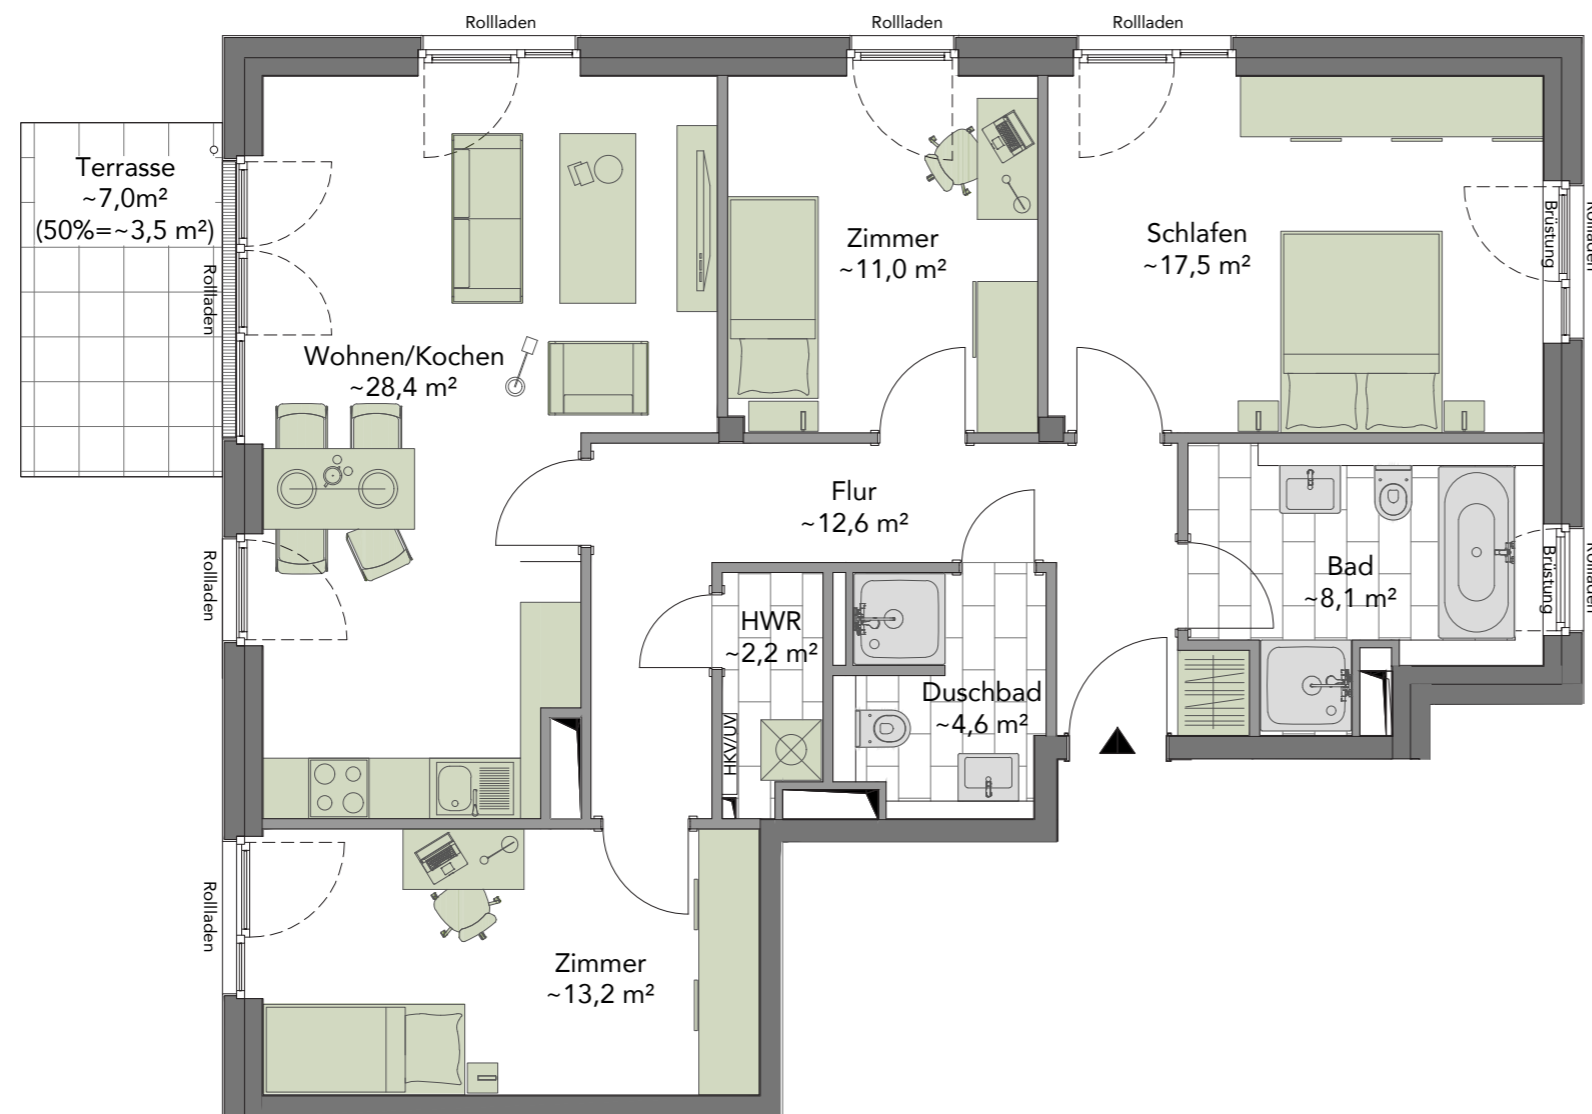 Rollladen
Rollladen
Rollladen
Terrasse
~7,0m²
(50%=~3,5 m²)
Rollladen
Wohnen/Kochen
~28,4 m²
Zimmer
~11,0 m²
Schlafen
~17,5 m²
Brüstung
Rollladen
Flur
~12,6 m²
Rollladen
HWR
~2,2 m²
HKV/UV
Duschbad
~4,6 m²
Bad
~8,1 m²
Brüstung
Rollladen
Rollladen
Zimmer
~13,2 m²